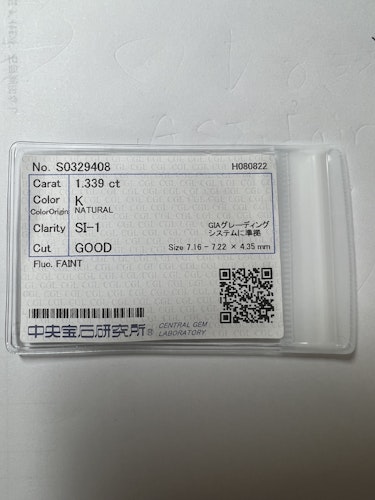 No. S0329408 H080822
Carat 1.339 ct
Color K
ColorOrigin NATURAL
Clarity SI-1 GIAグレーディング
システムに準拠
Cut GOOD Size 7.16 - 7.22 × 4.35 mm
Fluo. FAINT
中央宝石研究所® CENTRAL GEM
LABORATORY